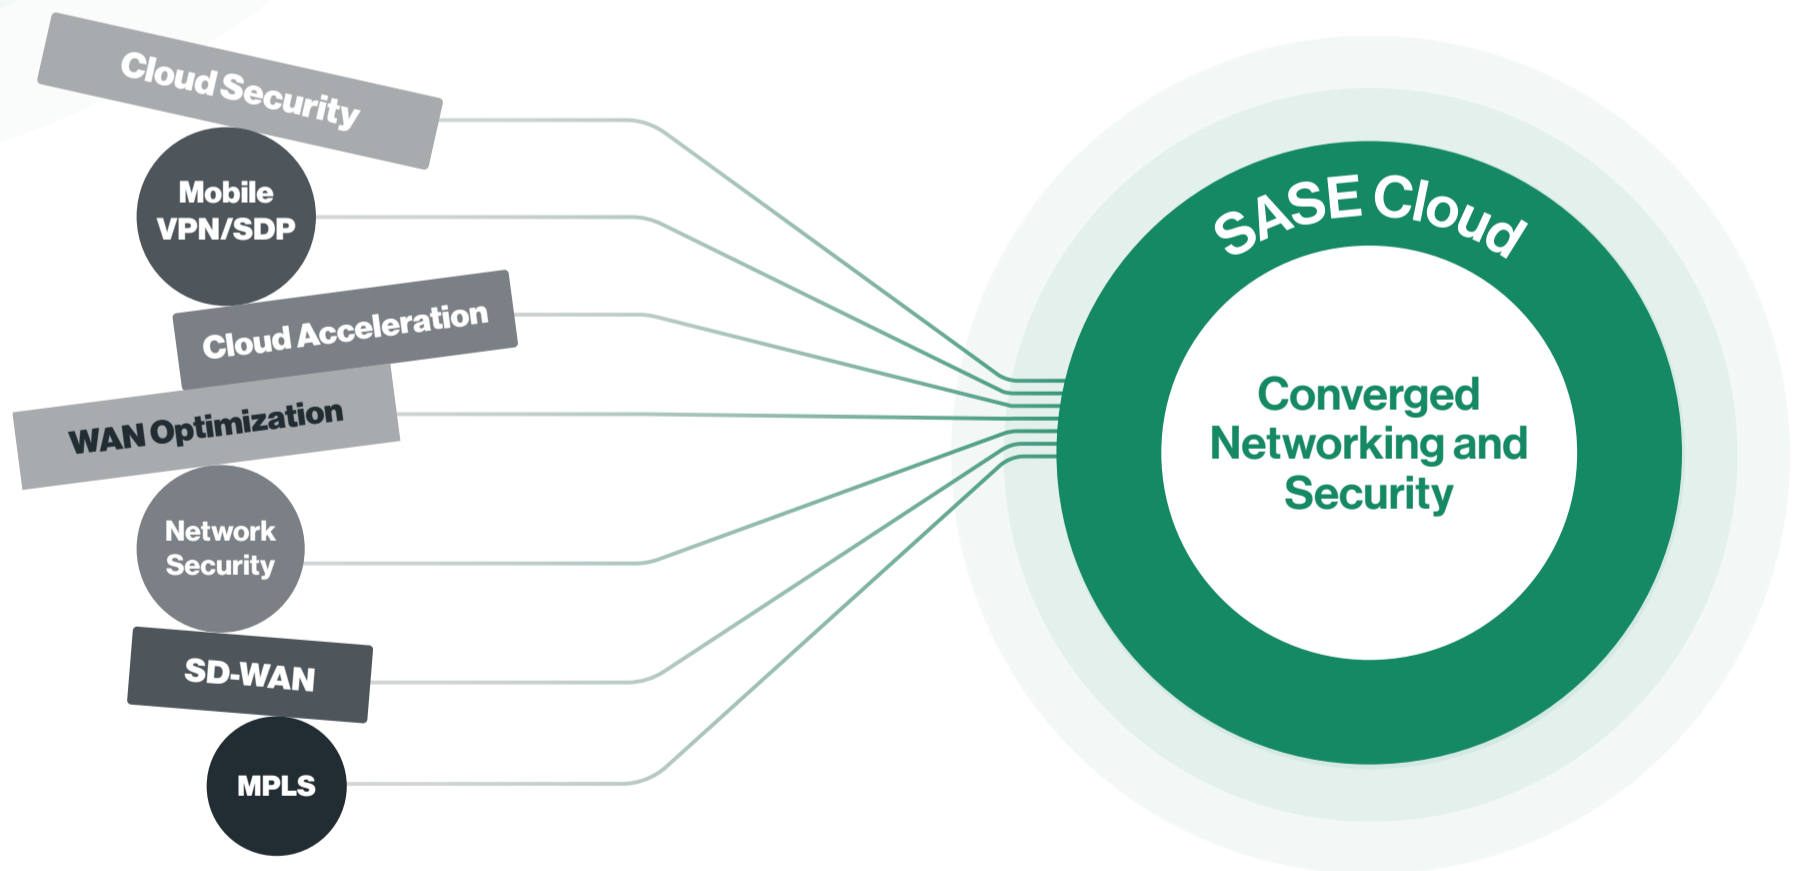 Cloud Security
Mobile
VPN/SDP
Cloud Acceleration
WAN Optimization
Network
Security
SD-WAN
MPLS
SASE Cloud
Converged
Networking and
Security